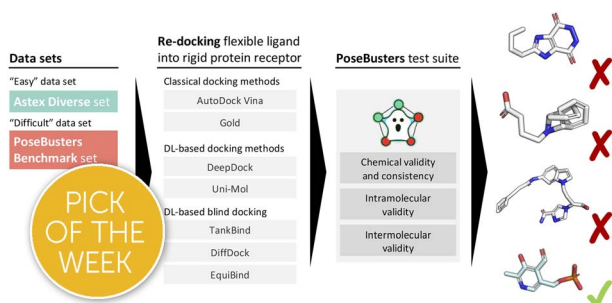 Data sets
"Easy" data set
Astex Diverse set
"Difficult" data set
PoseBusters
Benchmark set
PICK
OF THE
WEEK
Re-docking flexible ligand
into rigid protein receptor
Classical docking methods
AutoDock Vina
Gold
DL-based docking methods
DeepDock
Uni-Mol
DL-based blind docking
TankBind
DiffDock
EquiBind
PoseBusters test suite
Chemical validity
and consistency
Intramolecular
validity
Intermolecular
validity